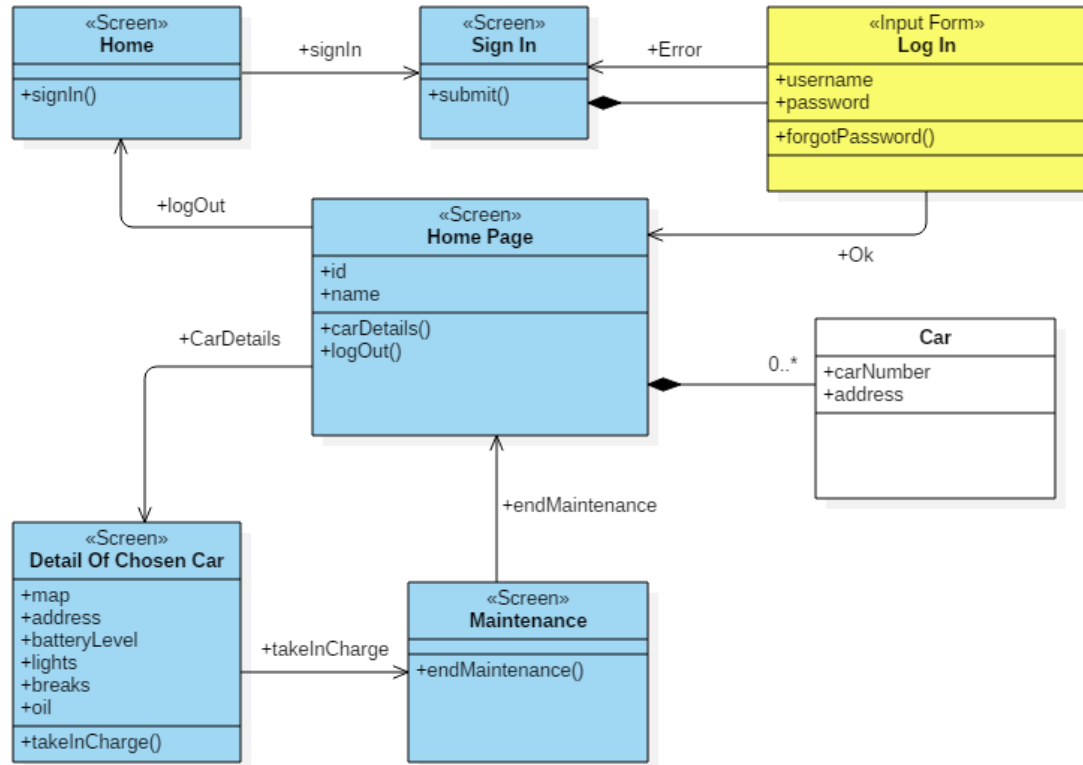 «Screen»
Home
+signIn()
+signIn
«Screen»
Sign In
+submit()
+Error
«Input Form»
Log In
+username
+password
+forgotPassword()
+logOut
«Screen»
Home Page
+id
+name
+carDetails()
+logOut()
+Ok
+CarDetails
0..*
Car
+carNumber
+address
+endMaintenance
«Screen»
Detail Of Chosen Car
+map
+address
+batteryLevel
+lights
+breaks
+oil
+takeInCharge()
+takeInCharge
«Screen»
Maintenance
+endMaintenance()